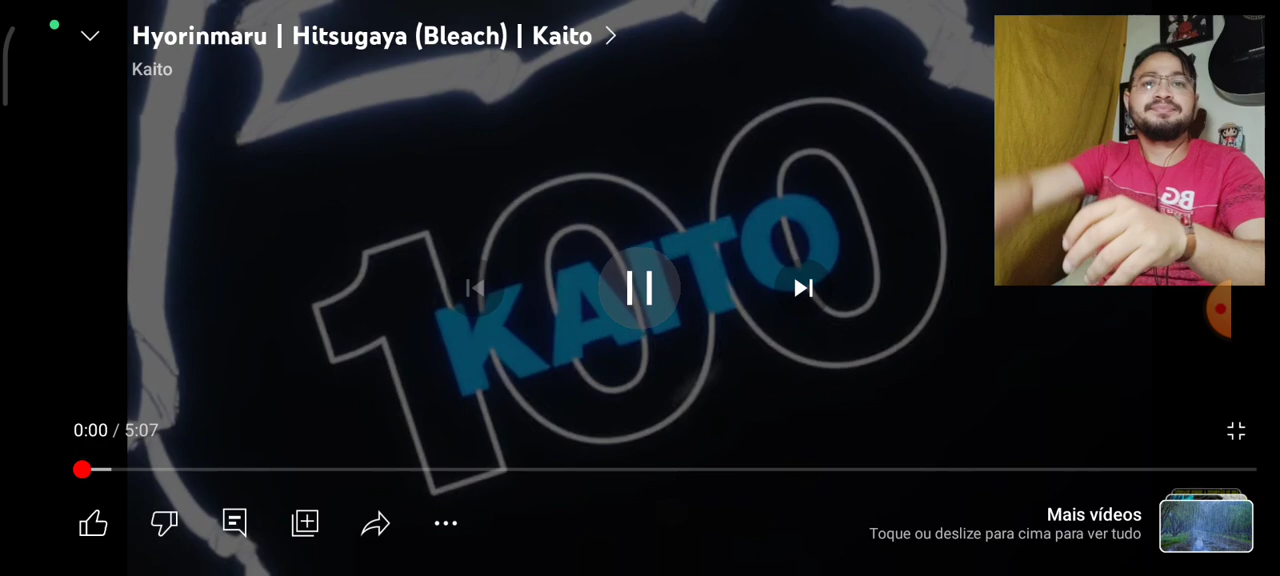 Hyorinmaru | Hitsugaya (Bleach) | Kaito
Kaito
100
KAITO
BG
0:00 / 5:07
Mais vídeos
Toque ou deslize para cima para ver tudo